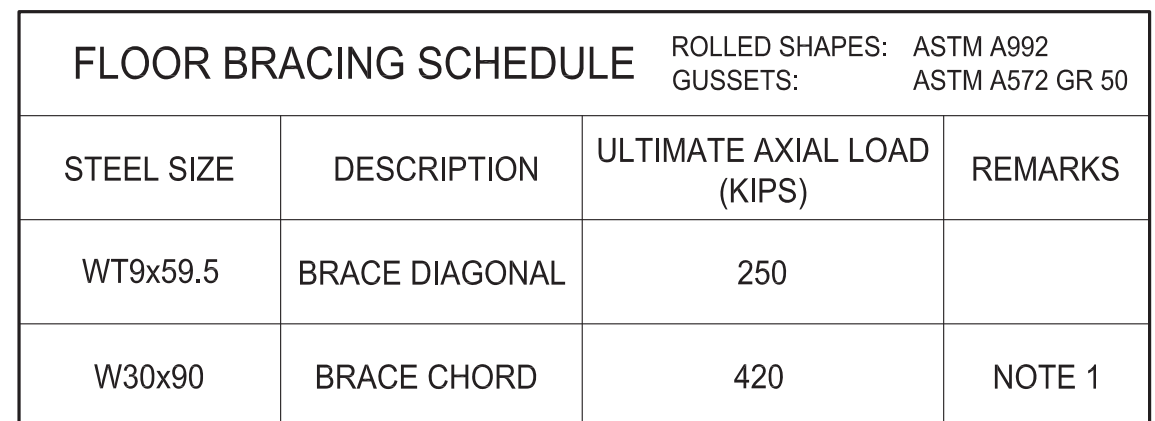 FLOOR BRACING SCHEDULE
ROLLED SHAPES: ASTM A992
GUSSETS: ASTM A572 GR 50
STEEL SIZE
DESCRIPTION
ULTIMATE AXIAL LOAD
(KIPS)
REMARKS
WT9x59.5
BRACE DIAGONAL
250
W30x90
BRACE CHORD
420
NOTE 1